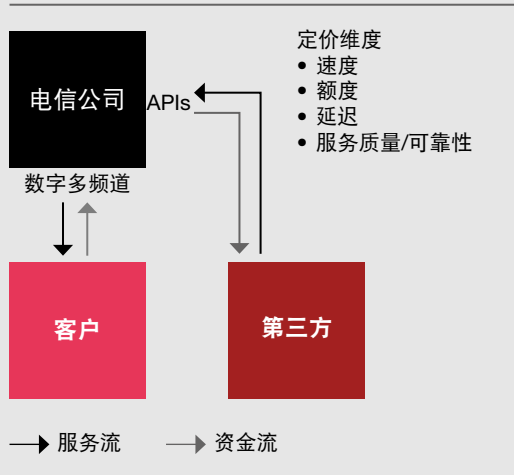 定价维度
• 速度
• 额度
• 延迟
• 服务质量/可靠性
电信公司
APIs
数字多频道
客户
第三方
服务流
资金流